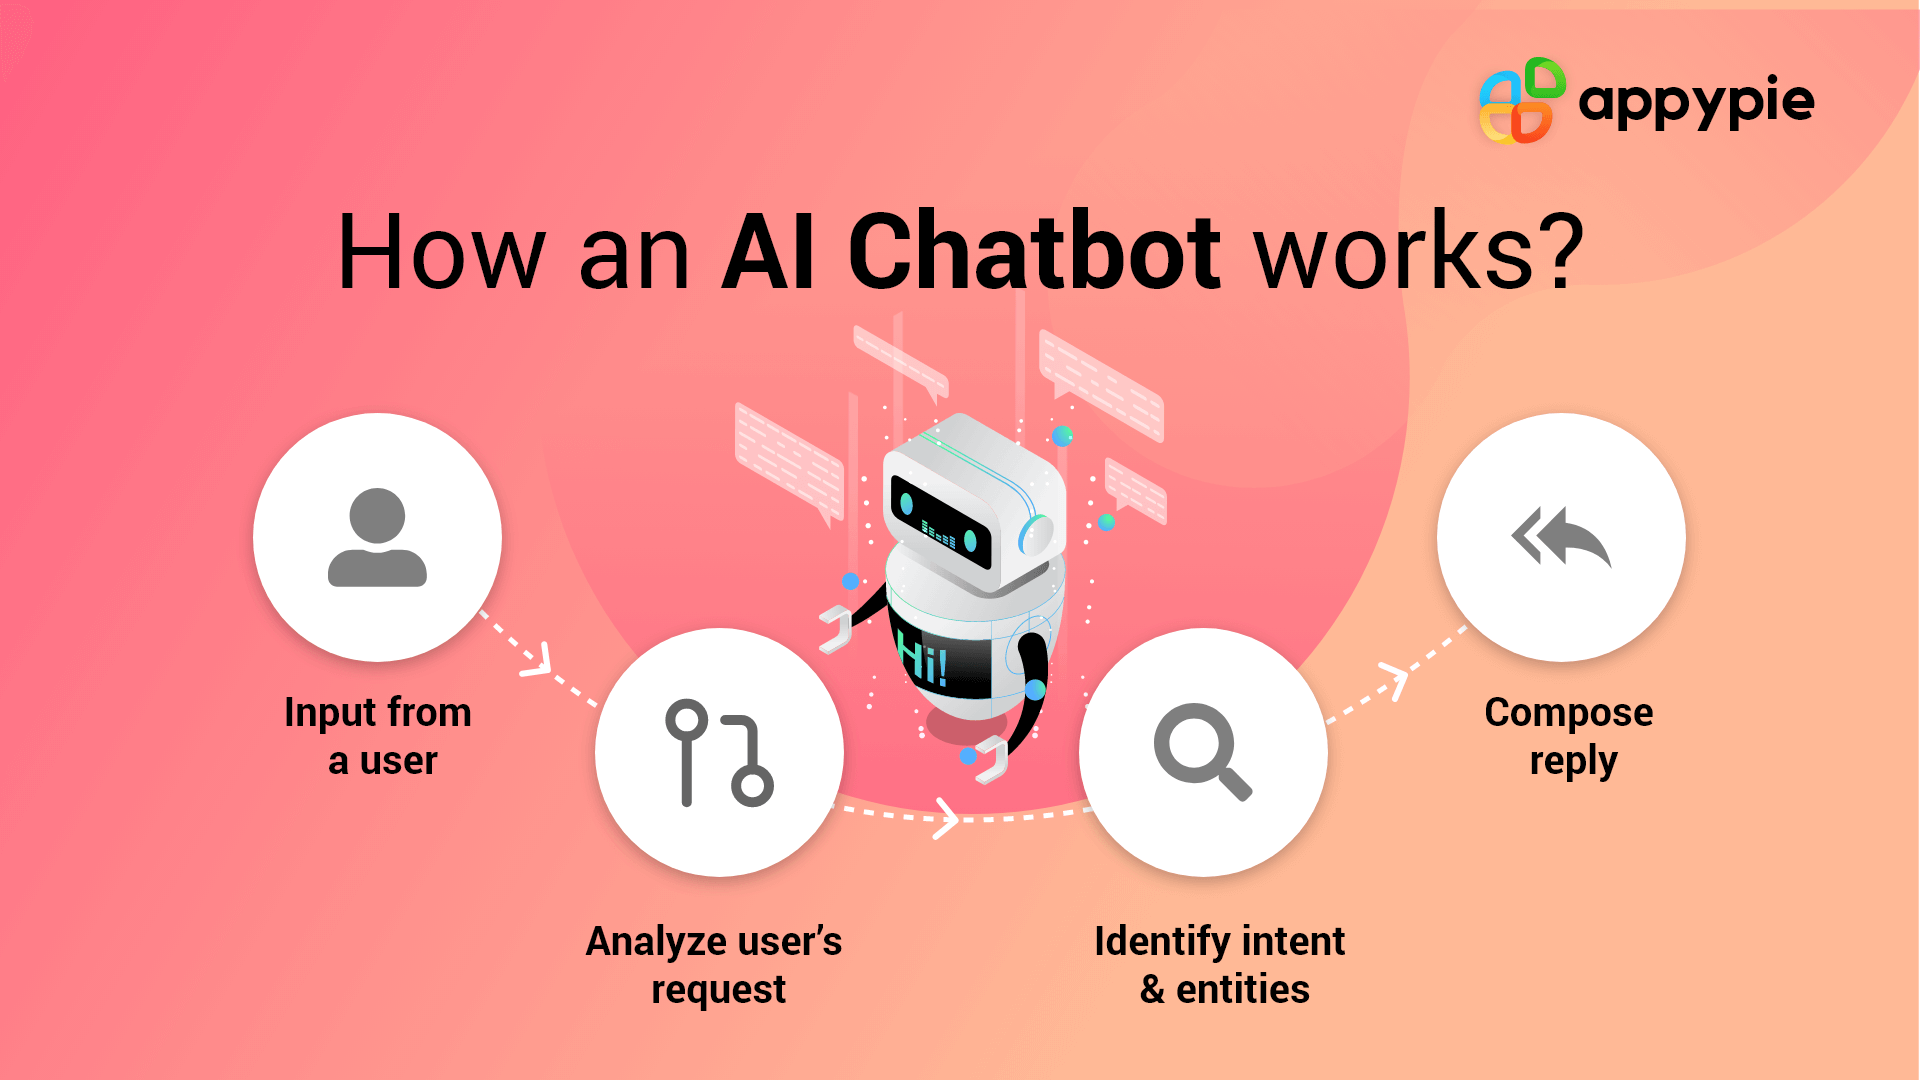 appypie
How an AI Chatbot works?
Hi!
Input from
a user
Analyze user’s
request
Identify intent
& entities
Compose
reply